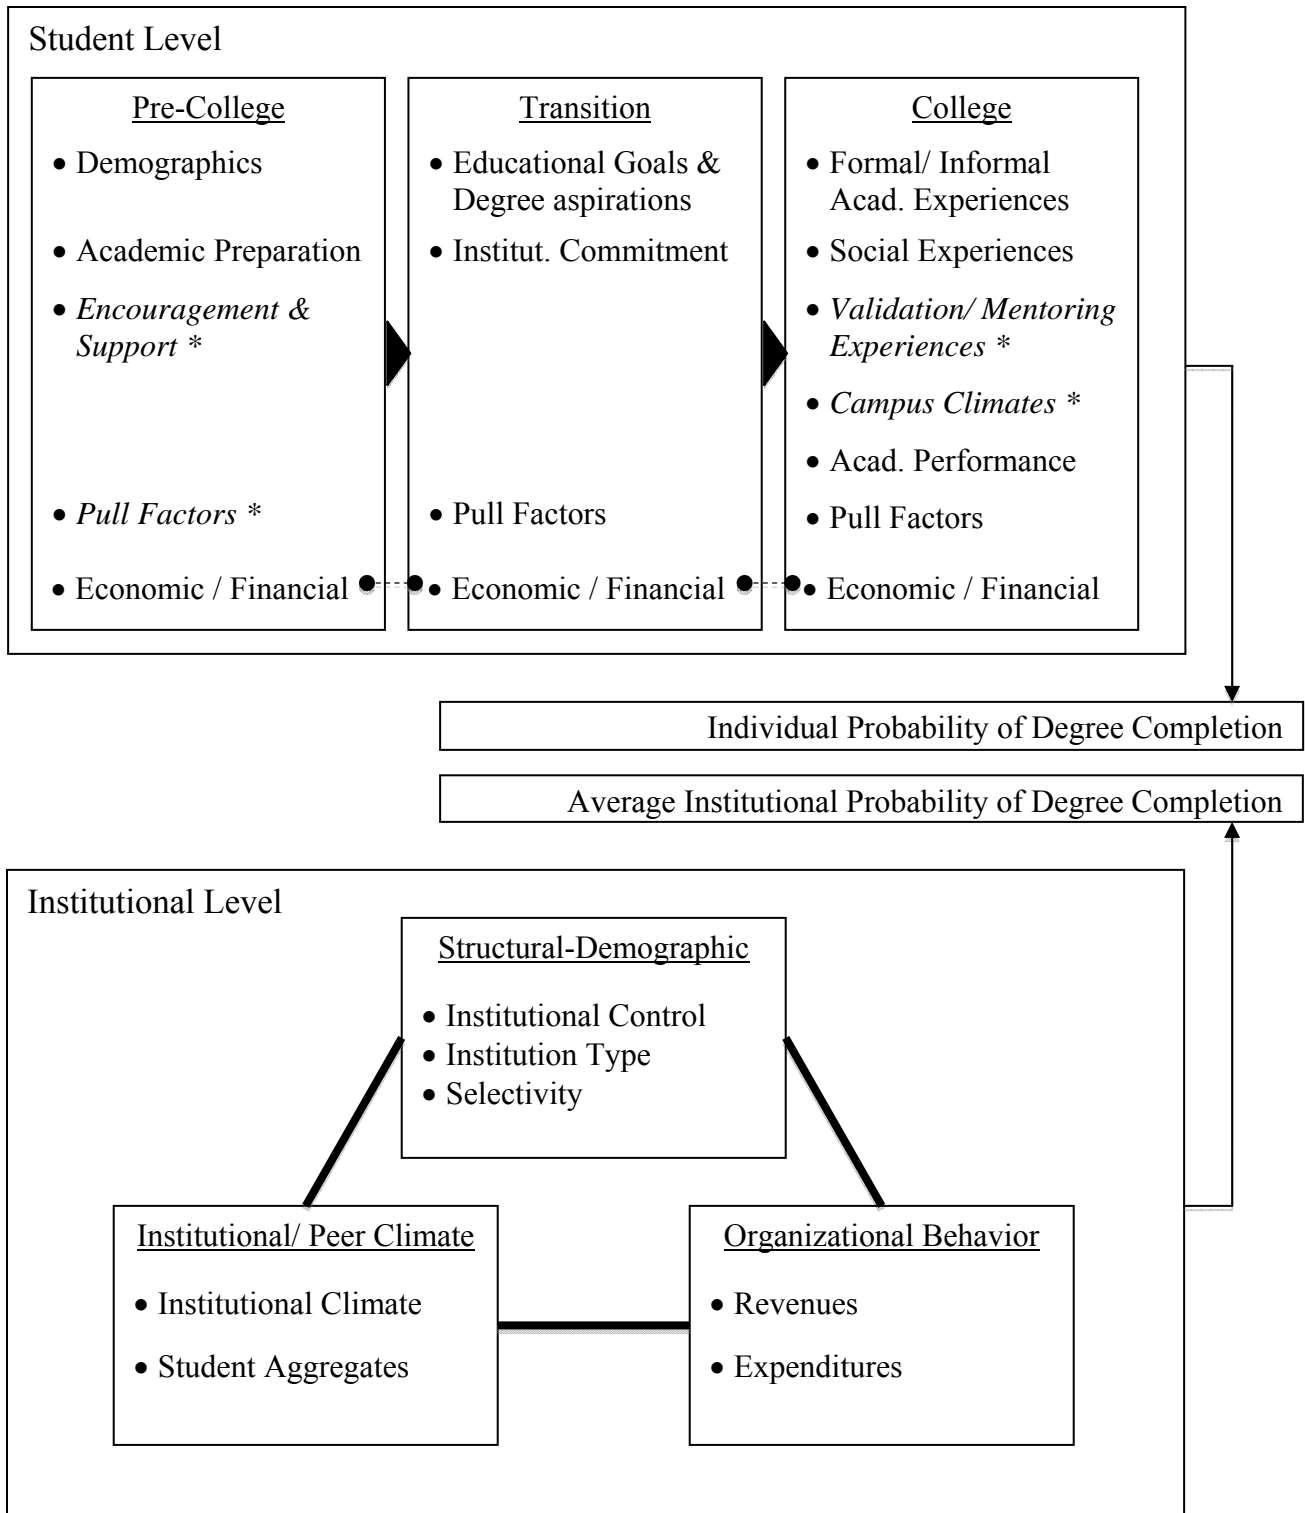 Student Level
Pre-College
• Demographics
• Academic Preparation
• Encouragement &
Support *
• Pull Factors *
• Economic / Financial
Transition
• Educational Goals &
Degree aspirations
• Institut. Commitment
• Pull Factors
• Economic / Financial
College
• Formal/ Informal
Acad. Experiences
• Social Experiences
• Validation/ Mentoring
Experiences *
• Campus Climates *
• Acad. Performance
• Pull Factors
• Economic / Financial
Individual Probability of Degree Completion
Average Institutional Probability of Degree Completion
Institutional Level
Structural-Demographic
• Institutional Control
• Institution Type
• Selectivity
Institutional/ Peer Climate
• Institutional Climate
• Student Aggregates
Organizational Behavior
• Revenues
• Expenditures